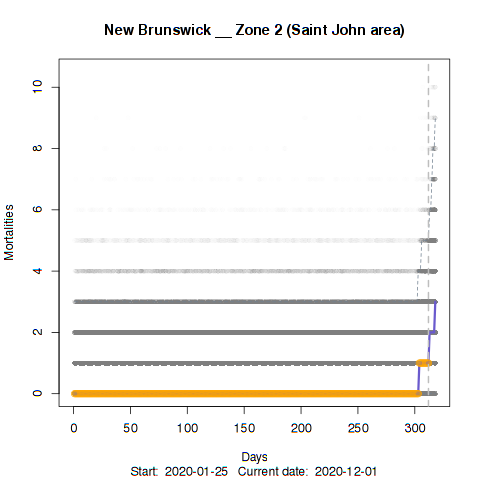 New Brunswick __ Zone 2 (Saint John area)
10
8
6
4
2
0
Mortalities
0 50 100 150 200 250 300
Days
Start: 2020-01-25 Current date: 2020-12-01